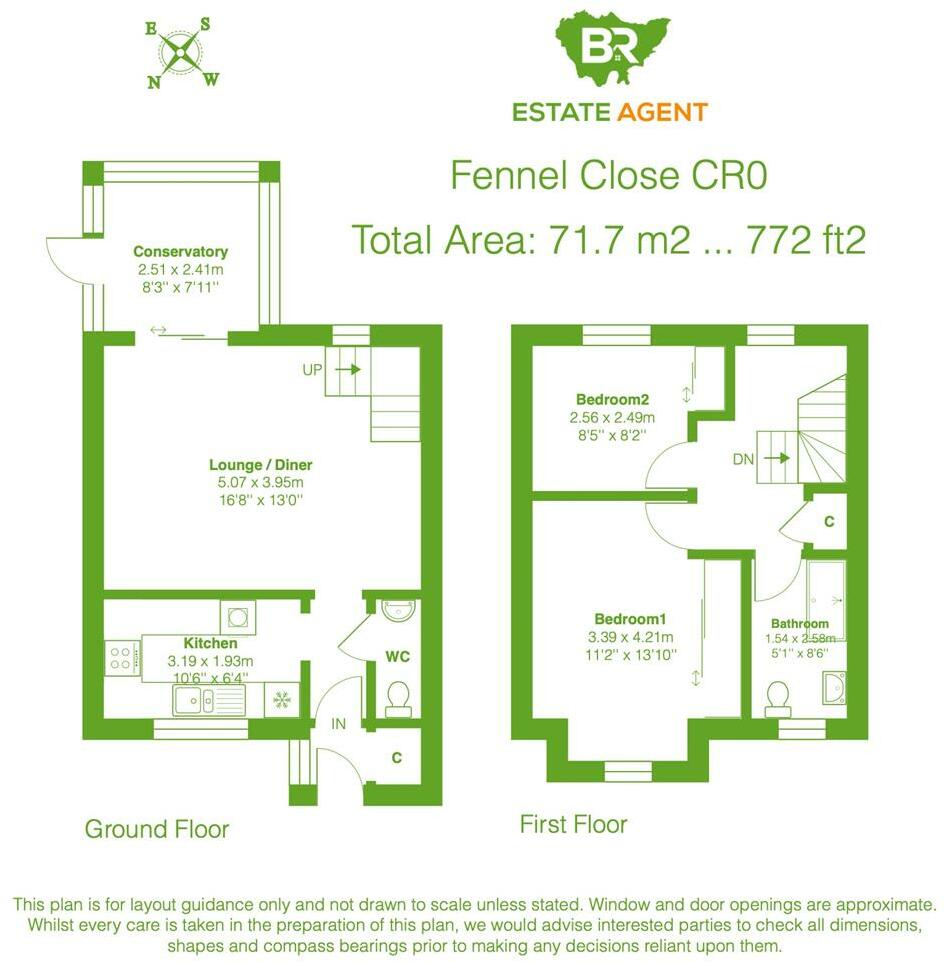 E S
N W
BR
ESTATE AGENT
Fennel Close CR0
Total Area: 71.7 m2 ... 772 ft2
Conservatory
2.51 x 2.41m
8'3'' x 7'11''
UP
Lounge / Diner
5.07 x 3.95m
16'8'' x 13'0''
Kitchen
3.19 x 1.93m
10'6'' x 6'4''
WC
IN
C
Ground Floor
Bedroom2
2.56 x 2.49m
8'5'' x 8'2''
DN
C
Bedroom1
3.39 x 4.21m
11'2'' x 13'10''
Bathroom
1.54 x 2.58m
5'1'' x 8'6''
First Floor
This plan is for layout guidance only and not drawn to scale unless stated. Window and door openings are approximate.
Whilst every care is taken in the preparation of this plan, we would advise interested parties to check all dimensions,
shapes and compass bearings prior to making any decisions reliant upon them.